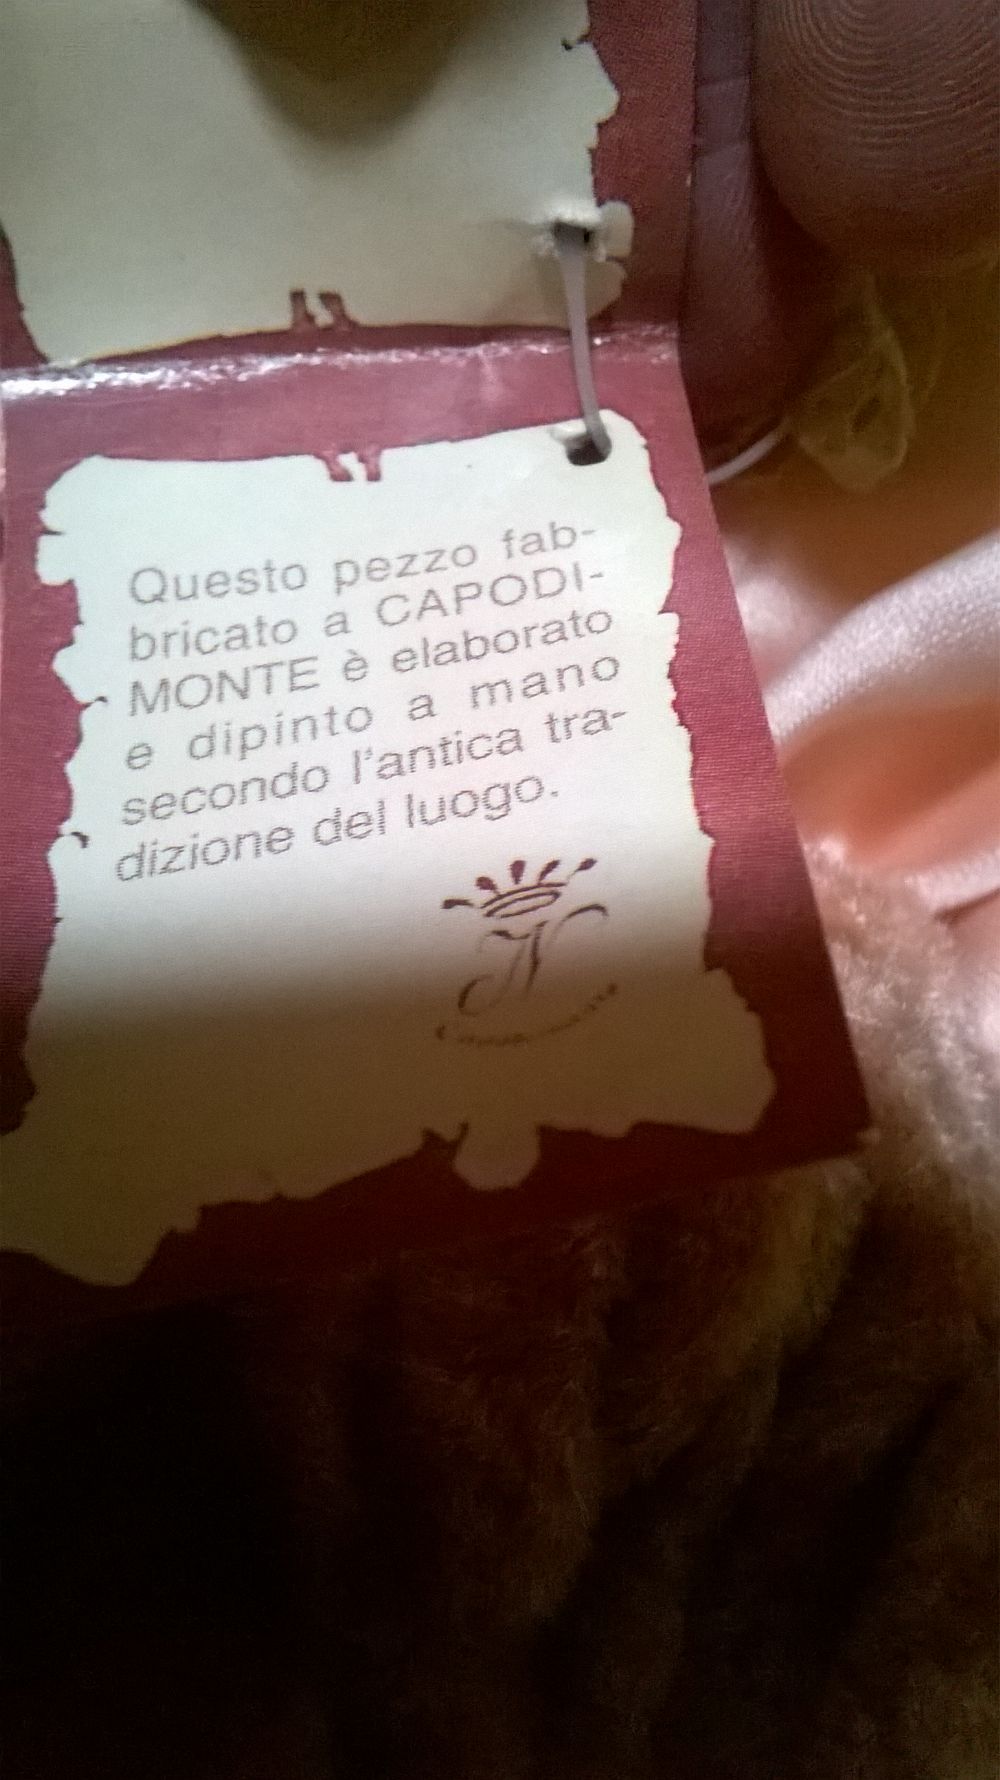 Questo pezzo fab-
bricato a CAPODI-
MONTE è elaborato
e dipinto a mano
secondo l'antica tra-
dizione del luogo.
N